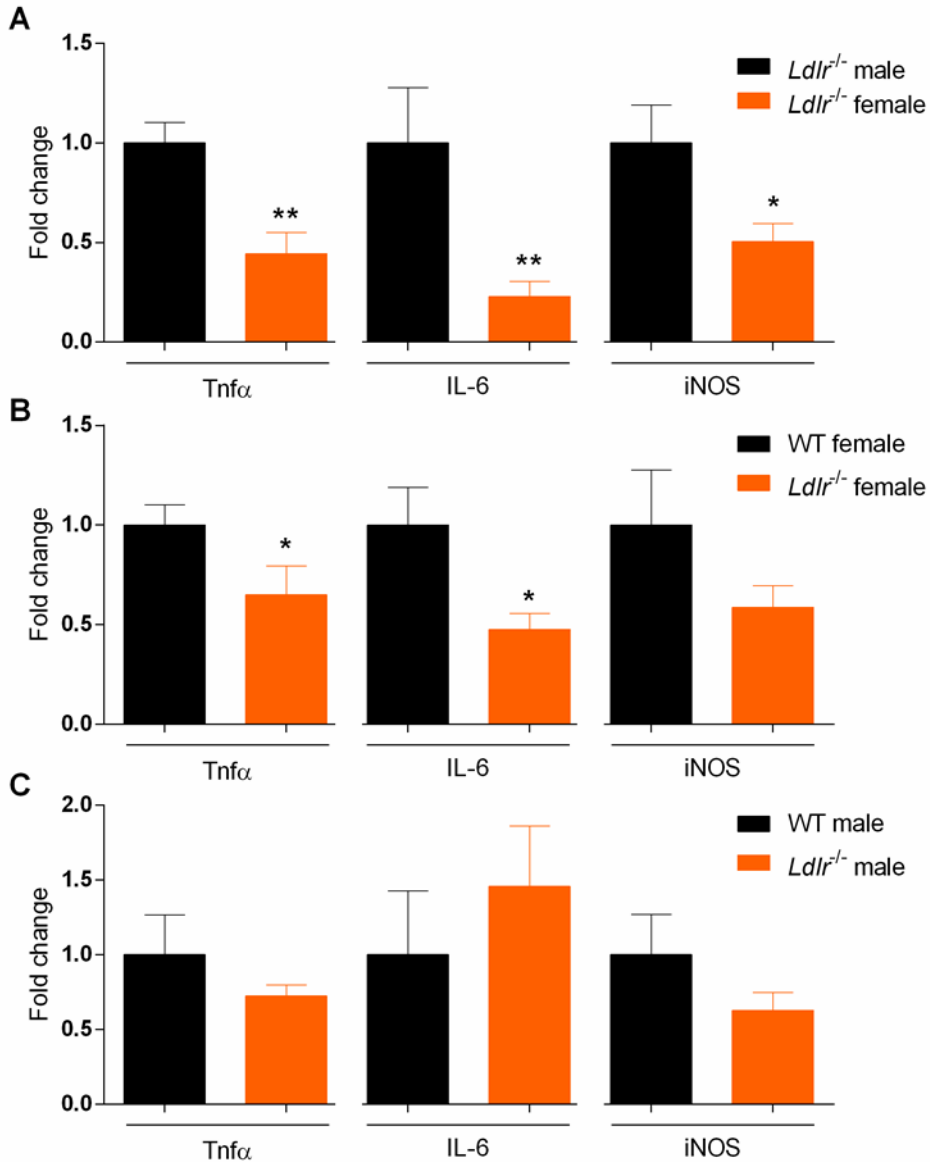 A
1.5
1.0
0.5
0.0
Fold change
Ldlr-/- male
Ldlr-/- female
**
**
*
Tnfα IL-6 iNOS
B
1.5
1.0
0.5
0.0
Fold change
WT female
Ldlr-/- female
*
*
Tnfα IL-6 iNOS
C
2.0
1.5
1.0
0.5
0.0
Fold change
WT male
Ldlr-/- male
Tnfα IL-6 iNOS